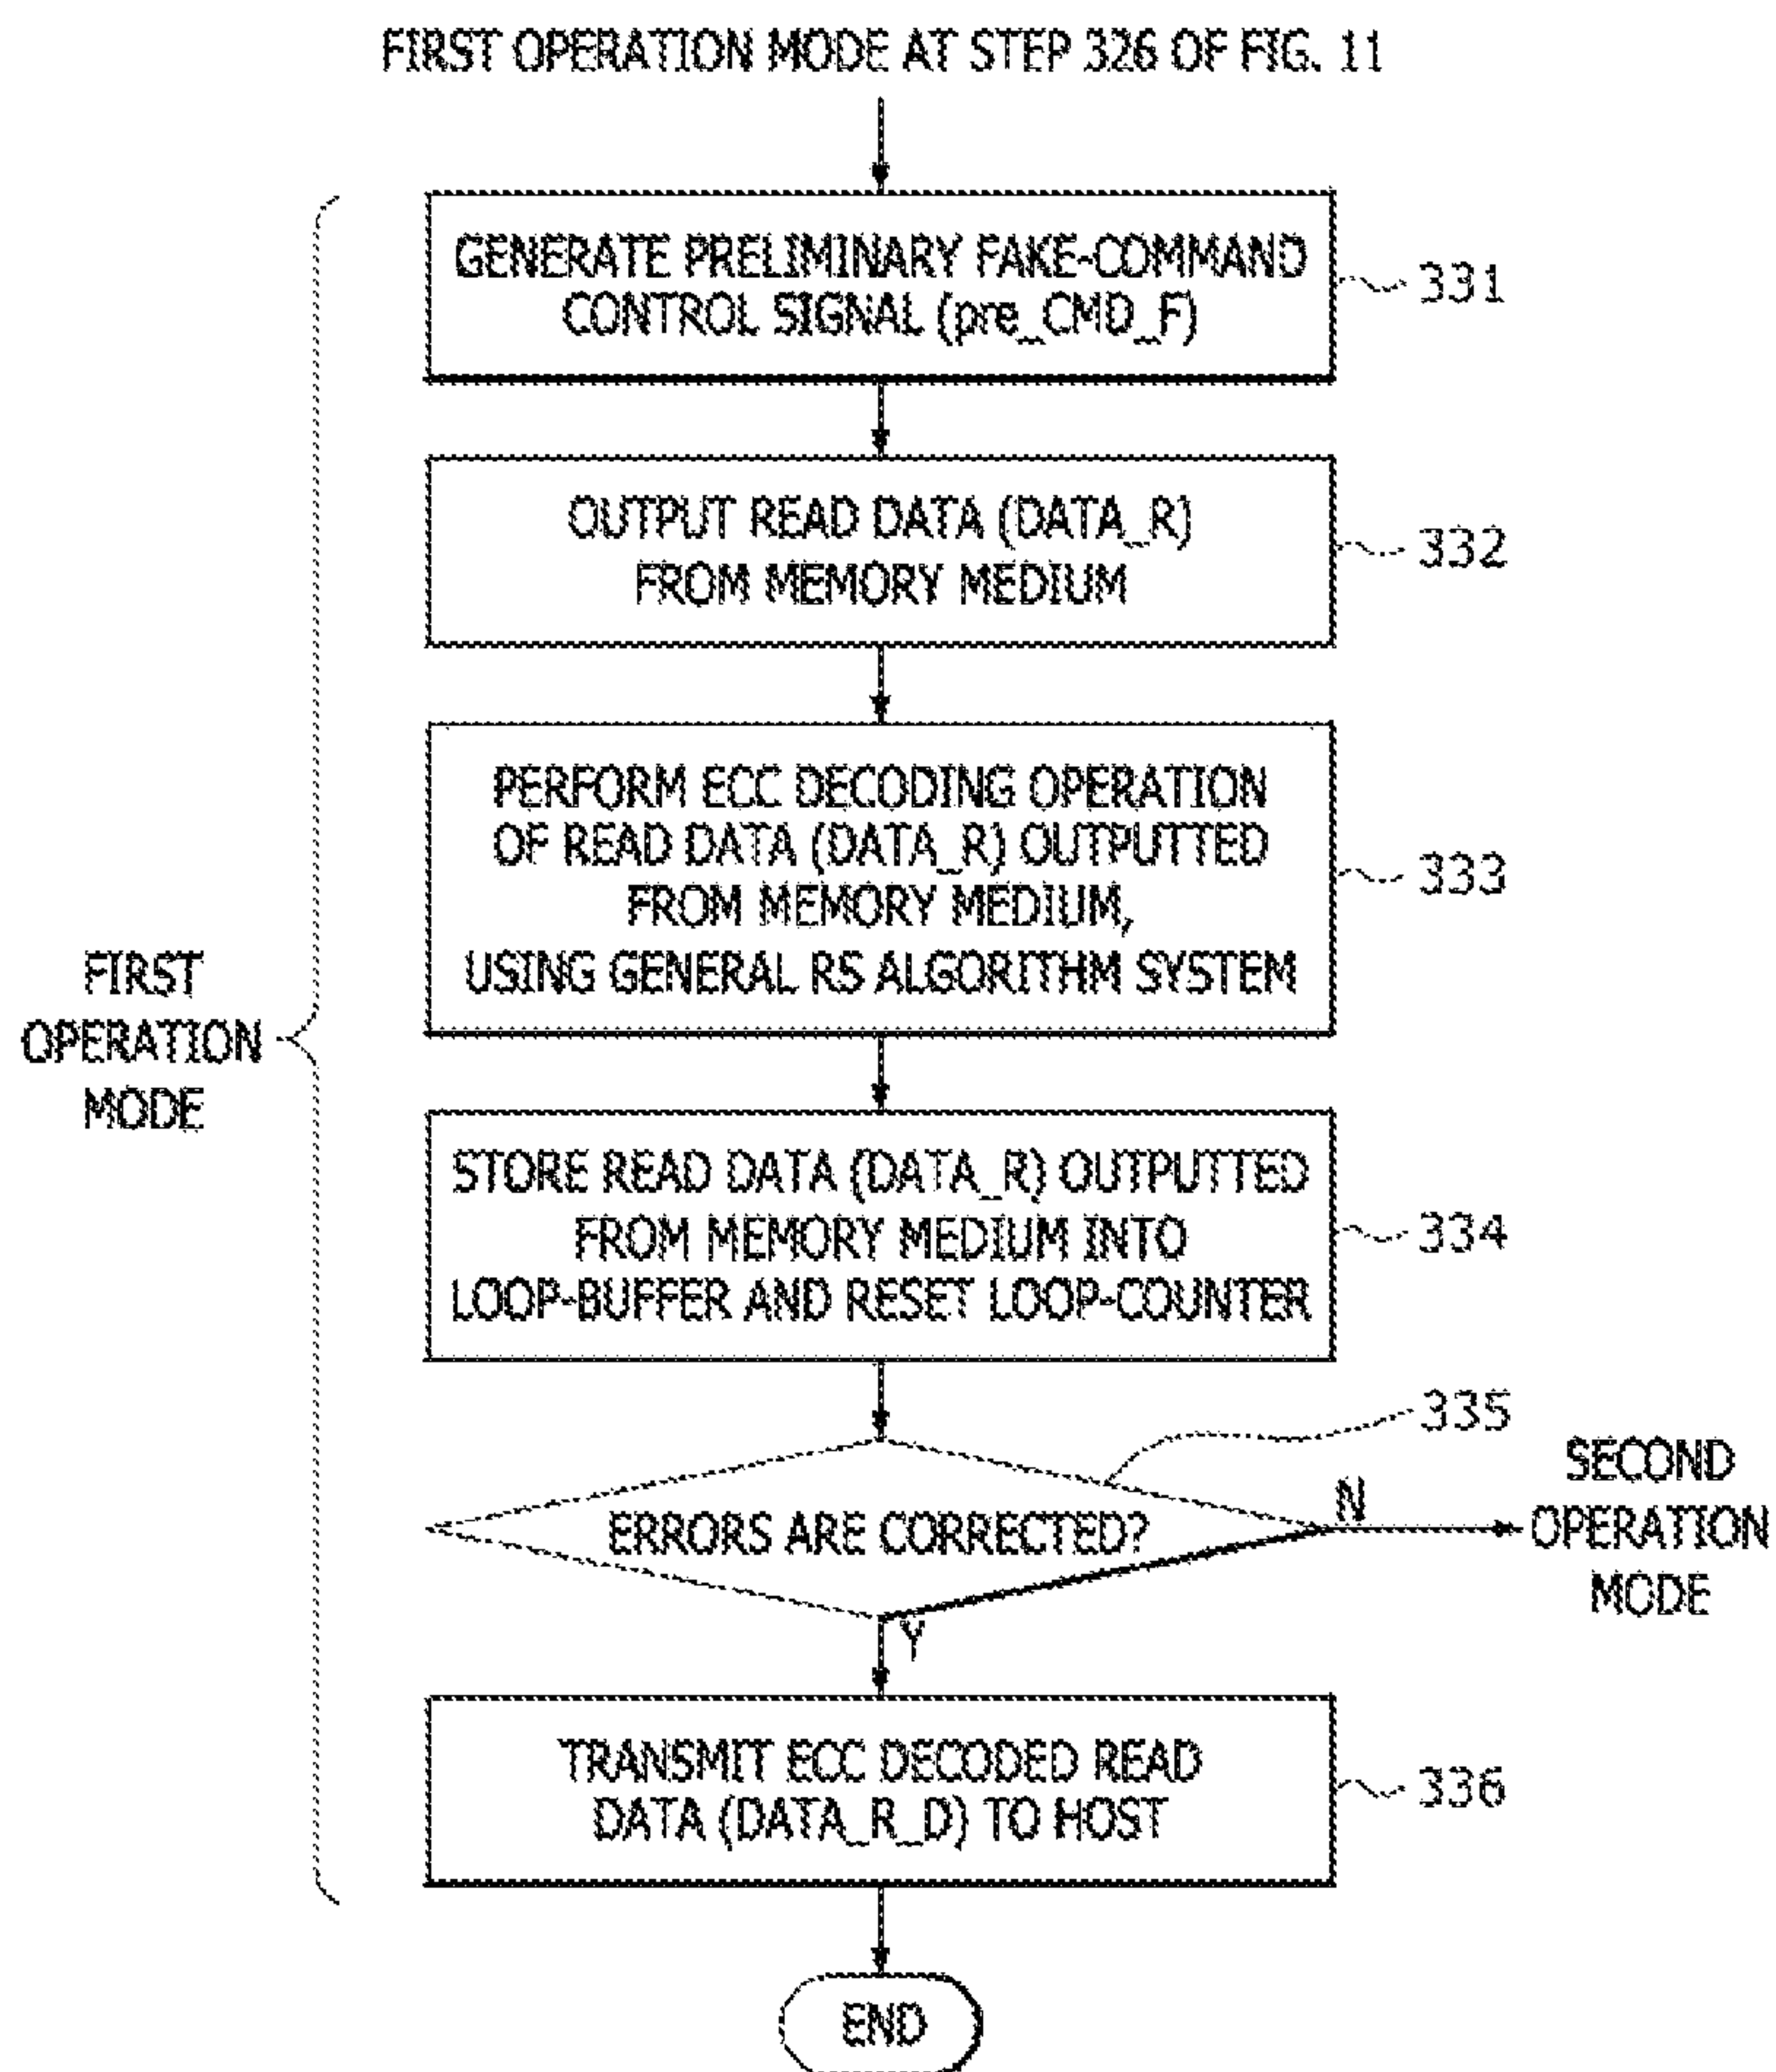 FIRST OPERATION MODE AT STEP 326 OF FIG. 11
GENERATE PRELIMINARY FAKE-COMMAND
CONTROL SIGNAL (pre_CMD_F)
331
OUTPUT READ DATA (DATA_R)
FROM MEMORY MEDIUM
332
PERFORM ECC DECODING OPERATION
OF READ DATA (DATA_R) OUTPUTTED
FROM MEMORY MEDIUM,
USING GENERAL RS ALGORITHM SYSTEM
333
FIRST
OPERATION
MODE
STORE READ DATA (DATA_R) OUTPUTTED
FROM MEMORY MEDIUM INTO
LOOP-BUFFER AND RESET LOOP-COUNTER
334
335
ERRORS ARE CORRECTED?
N
SECOND
OPERATION
MODE
Y
TRANSMIT ECC DECODED READ
DATA (DATA_R_D) TO HOST
336
END